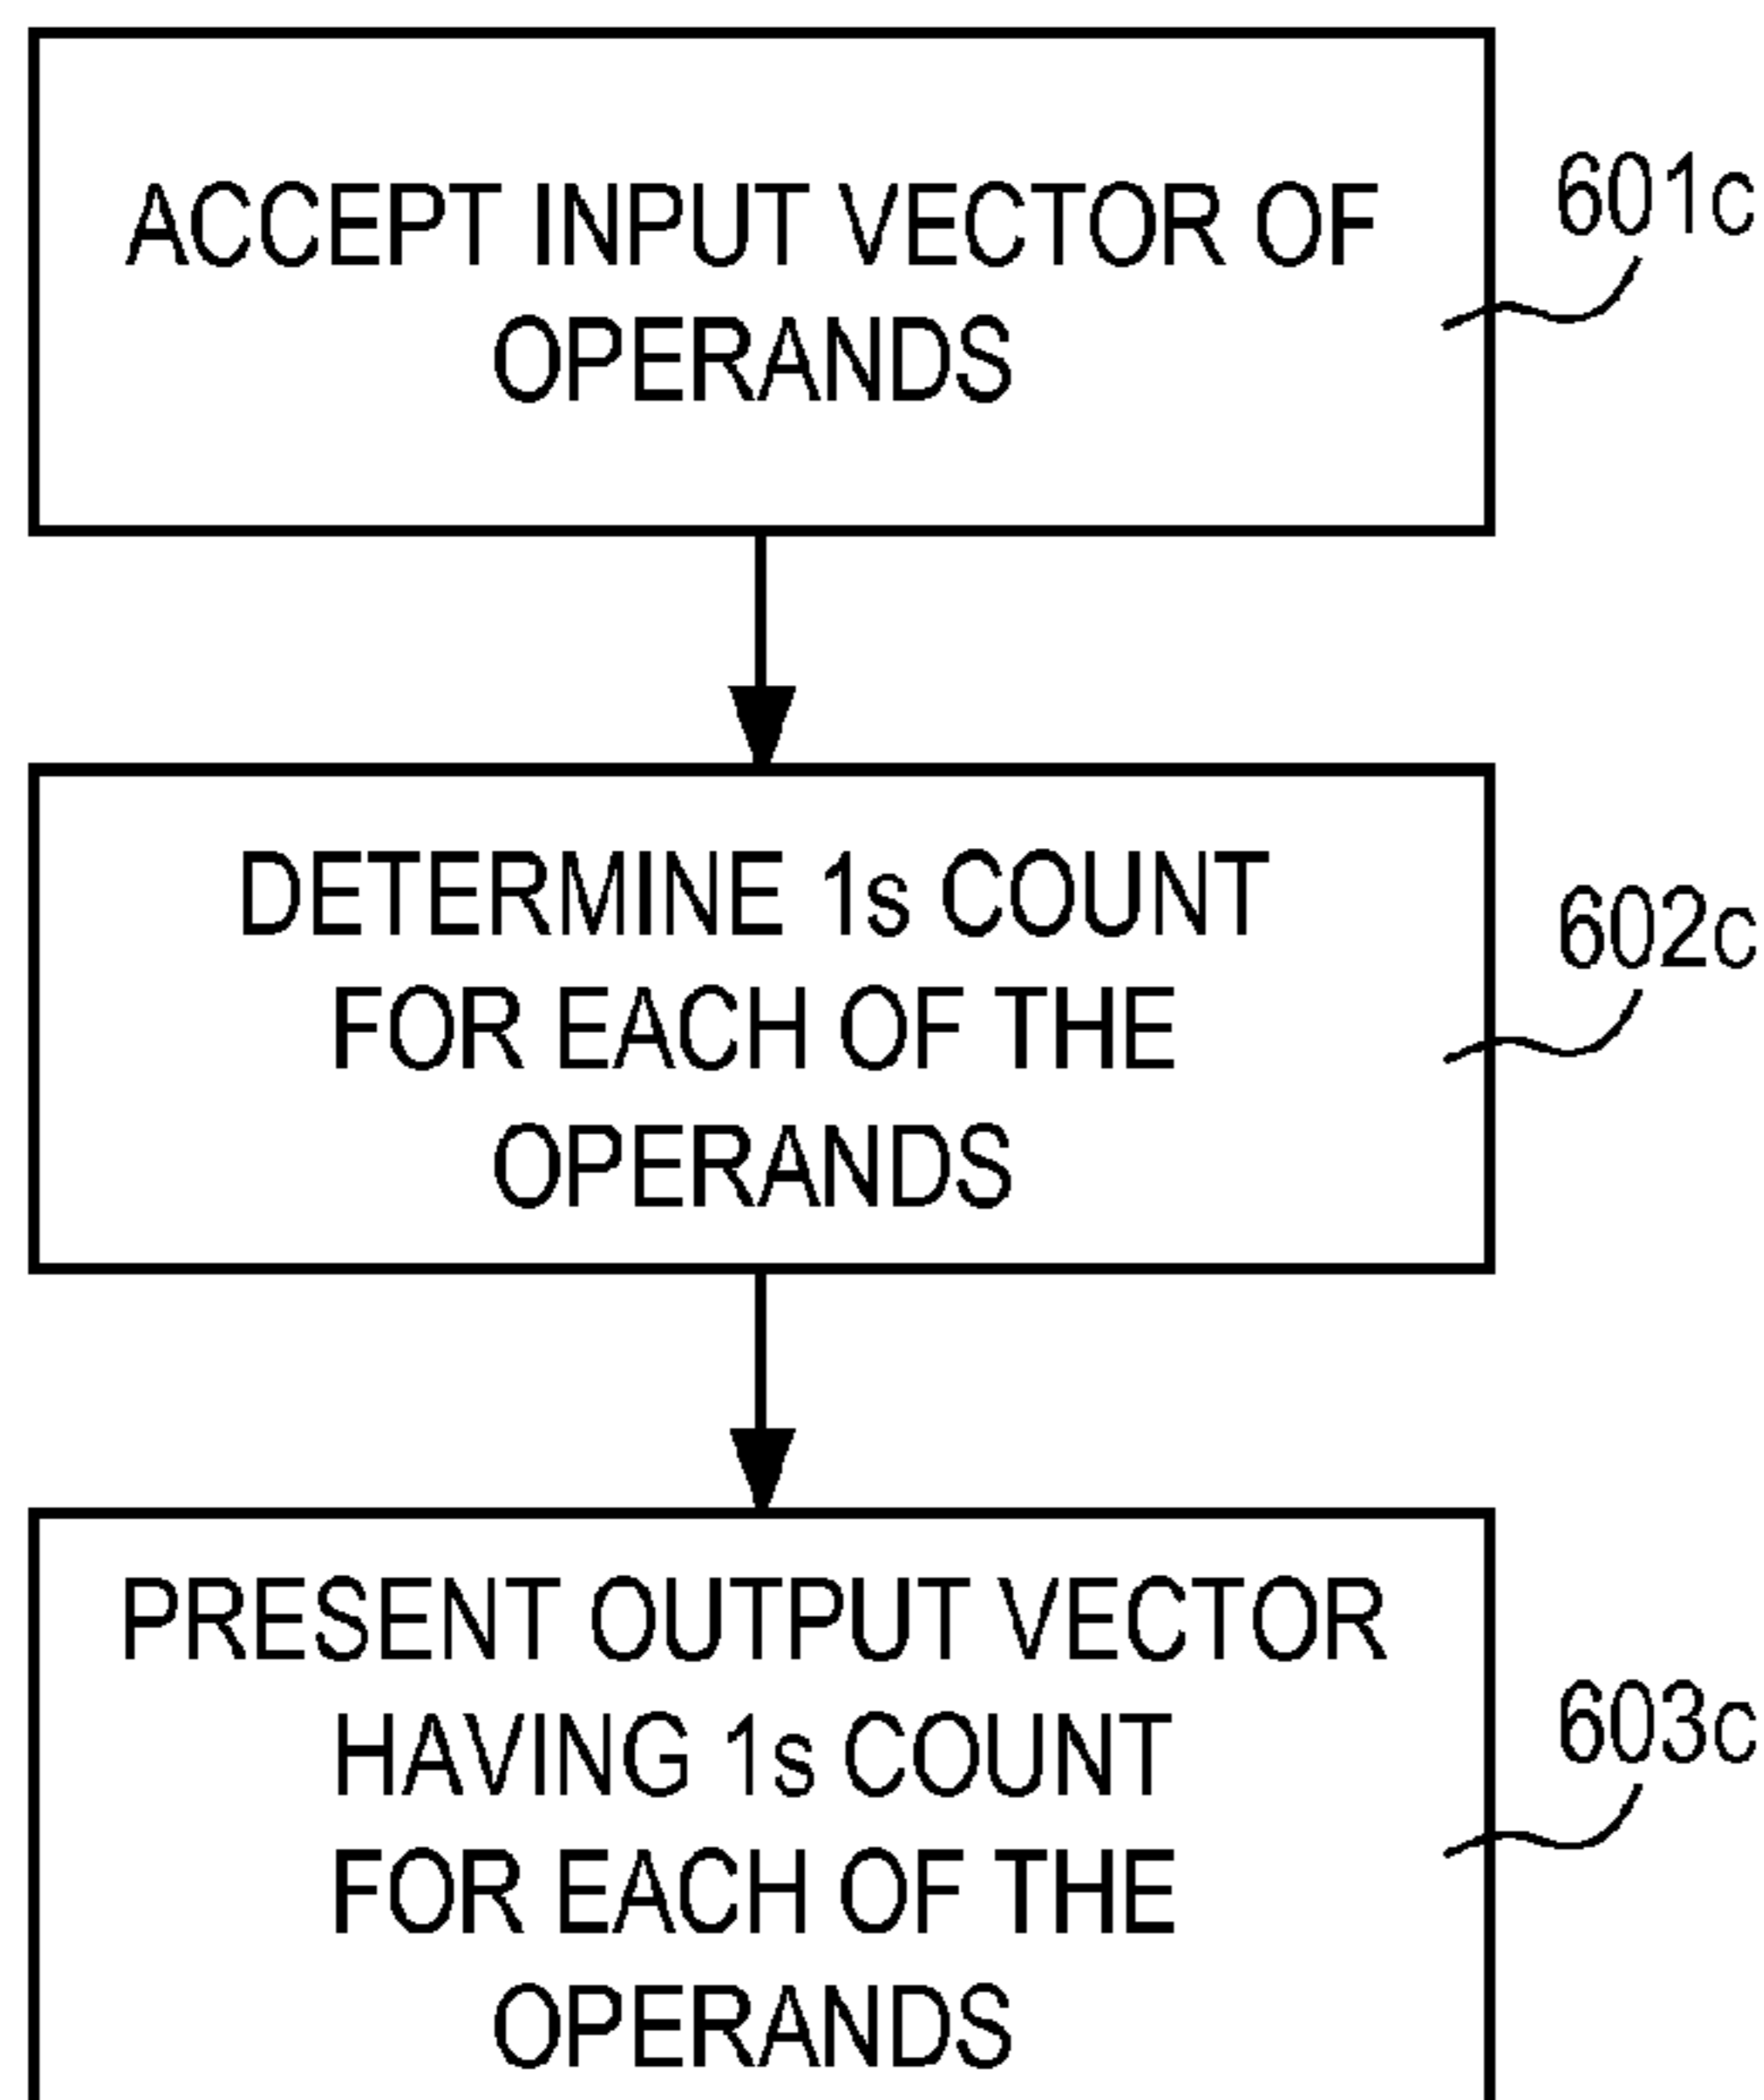 ACCEPT INPUT VECTOR OF
OPERANDS
601c
DETERMINE 1s COUNT
FOR EACH OF THE
OPERANDS
602c
PRESENT OUTPUT VECTOR
HAVING 1s COUNT
FOR EACH OF THE
OPERANDS
603c